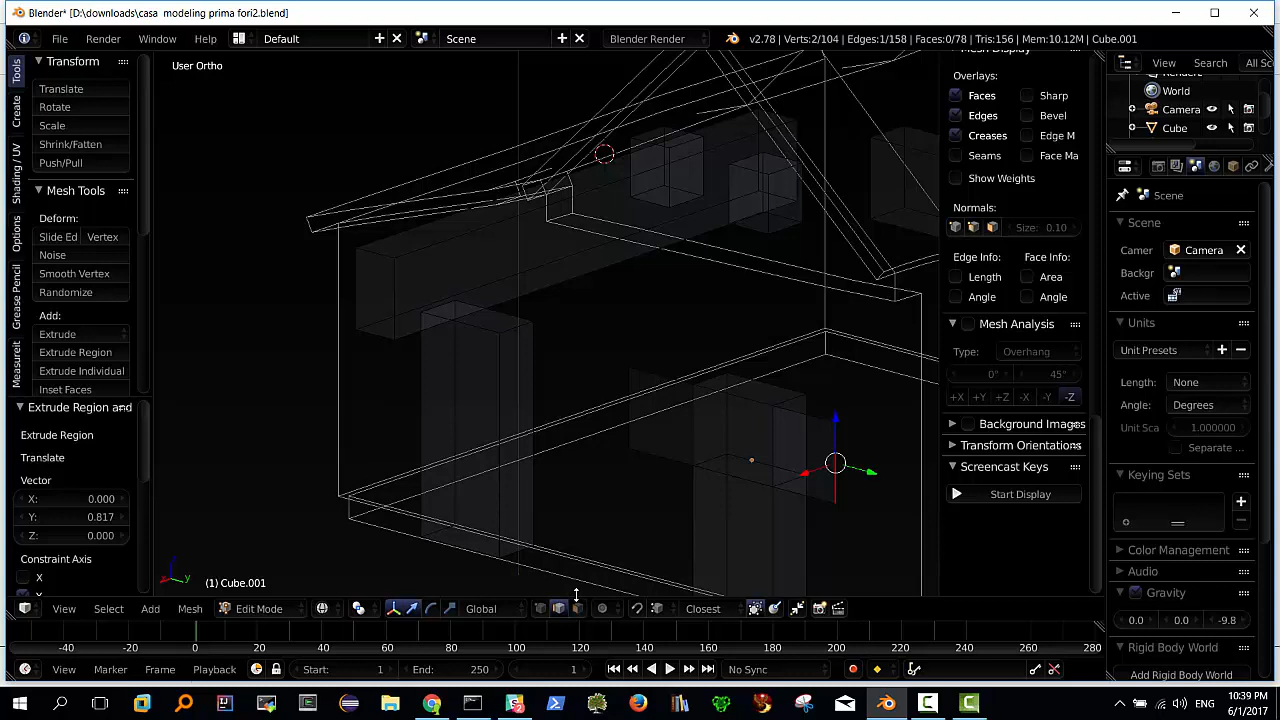 Blender* [D:\downloads\casa modeling prima fori2.blend]
File Render Window Help Default Scene Blender Render v2.78 | Verts:2/104 | Edges:1/158 | Faces:0/78 | Tris:156 | Mem:10.12M | Cube.001
Tools
Create
Shading / UV
Options
Grease Pencil
Measureit
Transform
Translate
Rotate
Scale
Shrink/Fatten
Push/Pull
Mesh Tools
Deform:
Slide Ed Vertex
Noise
Smooth Vertex
Randomize
Add:
Extrude
Extrude Region
Extrude Individual
Inset Faces
Extrude Region and
Extrude Region
Translate
Vector
X: 0.000
Y: 0.817
Z: 0.000
Constraint Axis
X
User Ortho
(1) Cube.001
Mesh Display
Overlays:
Faces Sharp
Edges Bevel
Creases Edge M
Seams Face Ma
Show Weights
Normals:
Size: 0.10
Edge Info: Face Info:
Length Area
Angle Angle
Mesh Analysis
Type: Overhang
0° 45°
+X +Y +Z -X -Y -Z
Background Images
Transform Orientations
Screencast Keys
Start Display
View Search All Sc
World
Camera
Cube
Scene
Scene
Camer Camera
Backgr
Active
Units
Unit Presets
Length: None
Angle: Degrees
Unit Sca 1.000000
Separate ...
Keying Sets
Color Management
Audio
Gravity
0.0 0.0 -9.8
Rigid Body World
Add Rigid Body World
View Select Add Mesh Edit Mode Global Closest
-40 -20 0 20 40 60 80 100 120 140 160 180 200 220 240 260 280
View Marker Frame Playback Start: 1 End: 250 1 No Sync
ENG
10:39 PM
6/1/2017